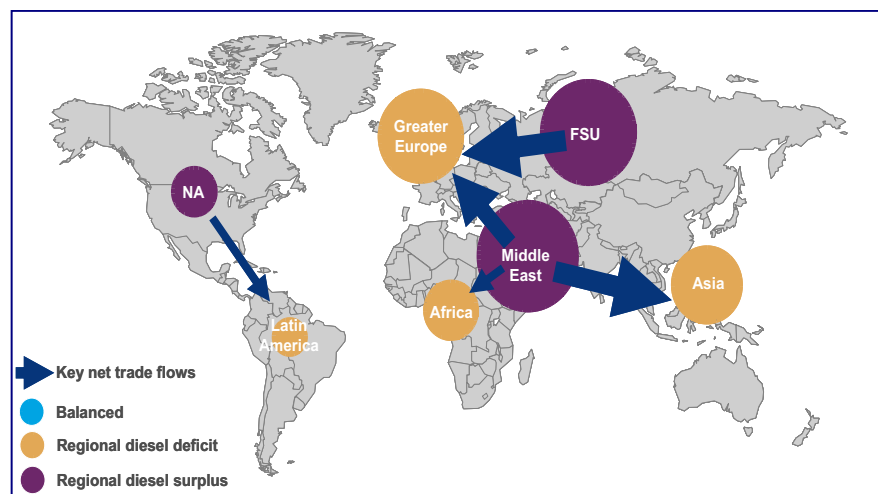 Greater
Europe
FSU
NA
Middle
East
Asia
Africa
Latin
America
Key net trade flows
Balanced
Regional diesel deficit
Regional diesel surplus